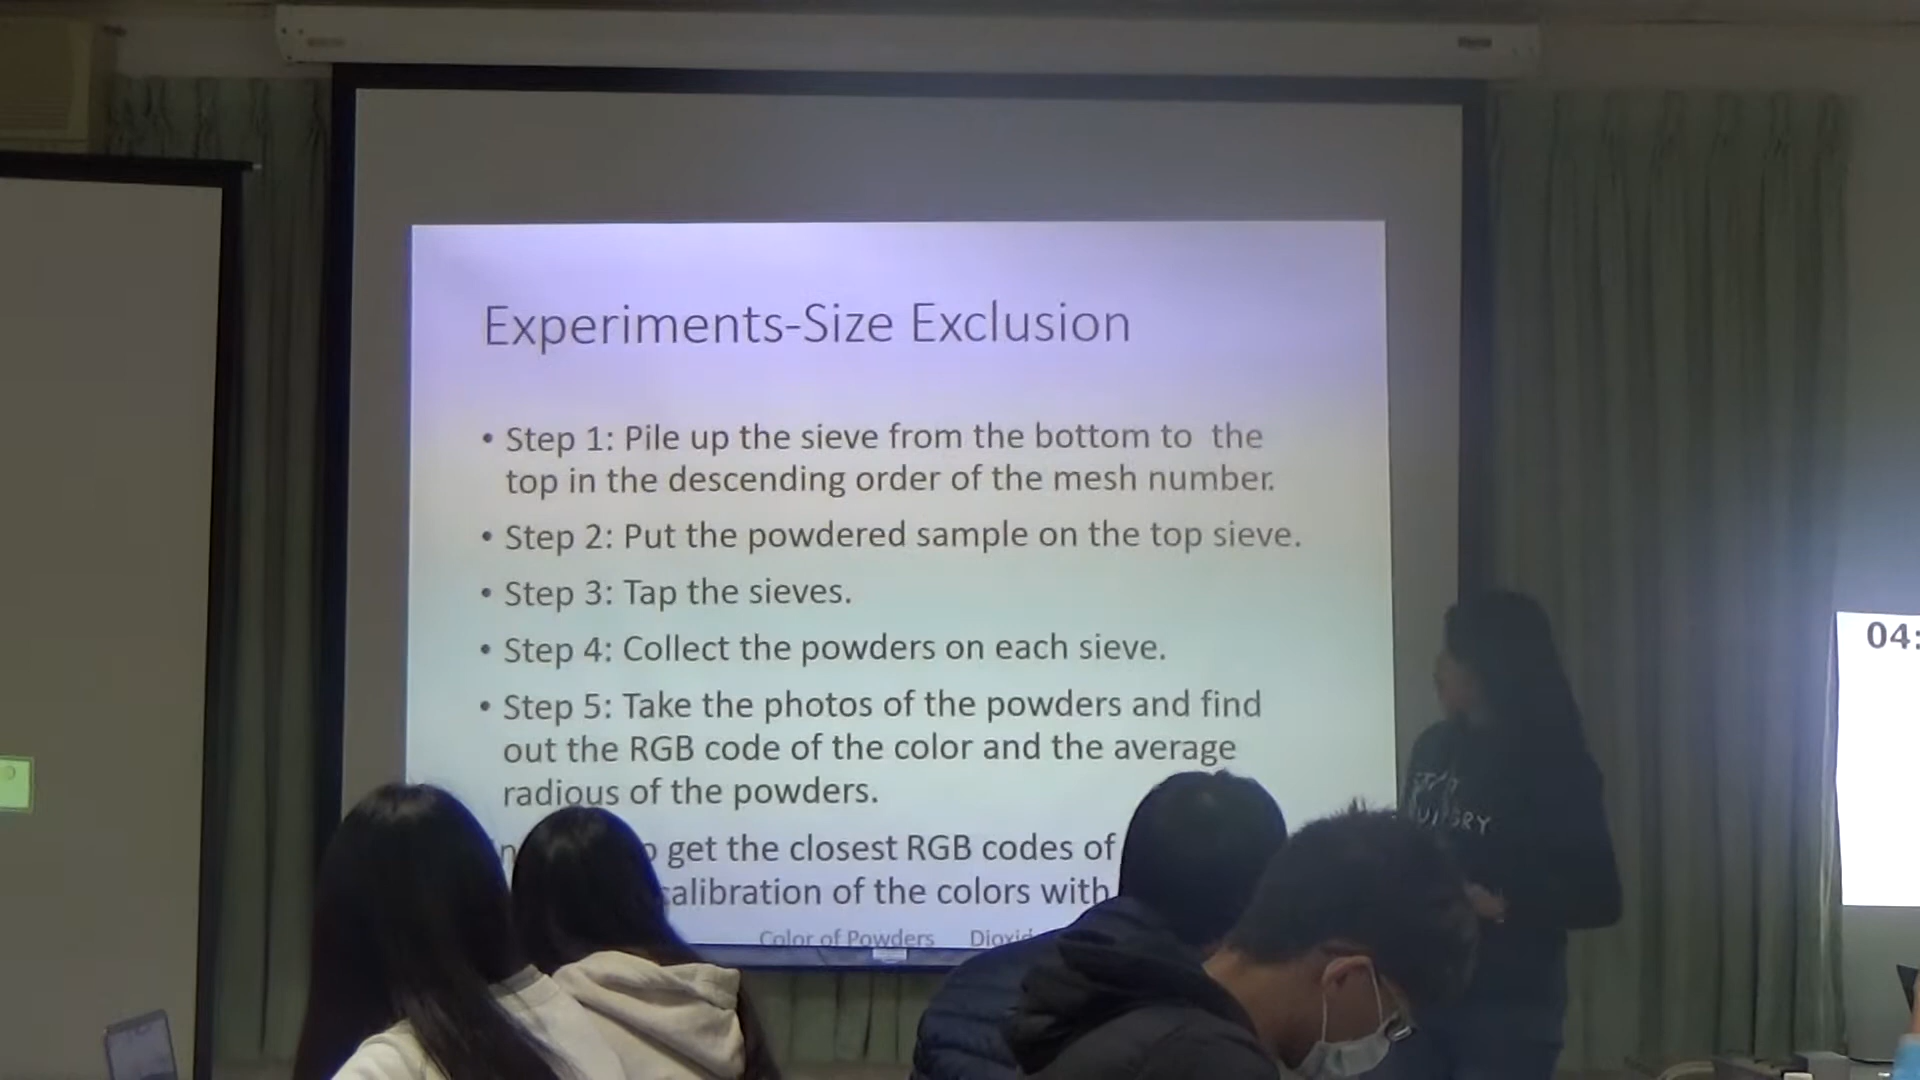 Experiments-Size Exclusion
• Step 1: Pile up the sieve from the bottom to the
top in the descending order of the mesh number.
• Step 2: Put the powdered sample on the top sieve.
• Step 3: Tap the sieves.
• Step 4: Collect the powders on each sieve.
• Step 5: Take the photos of the powders and find
out the RGB code of the color and the average
radious of the powders.
get the closest RGB codes of
of the colors with
Color of Powders
04: